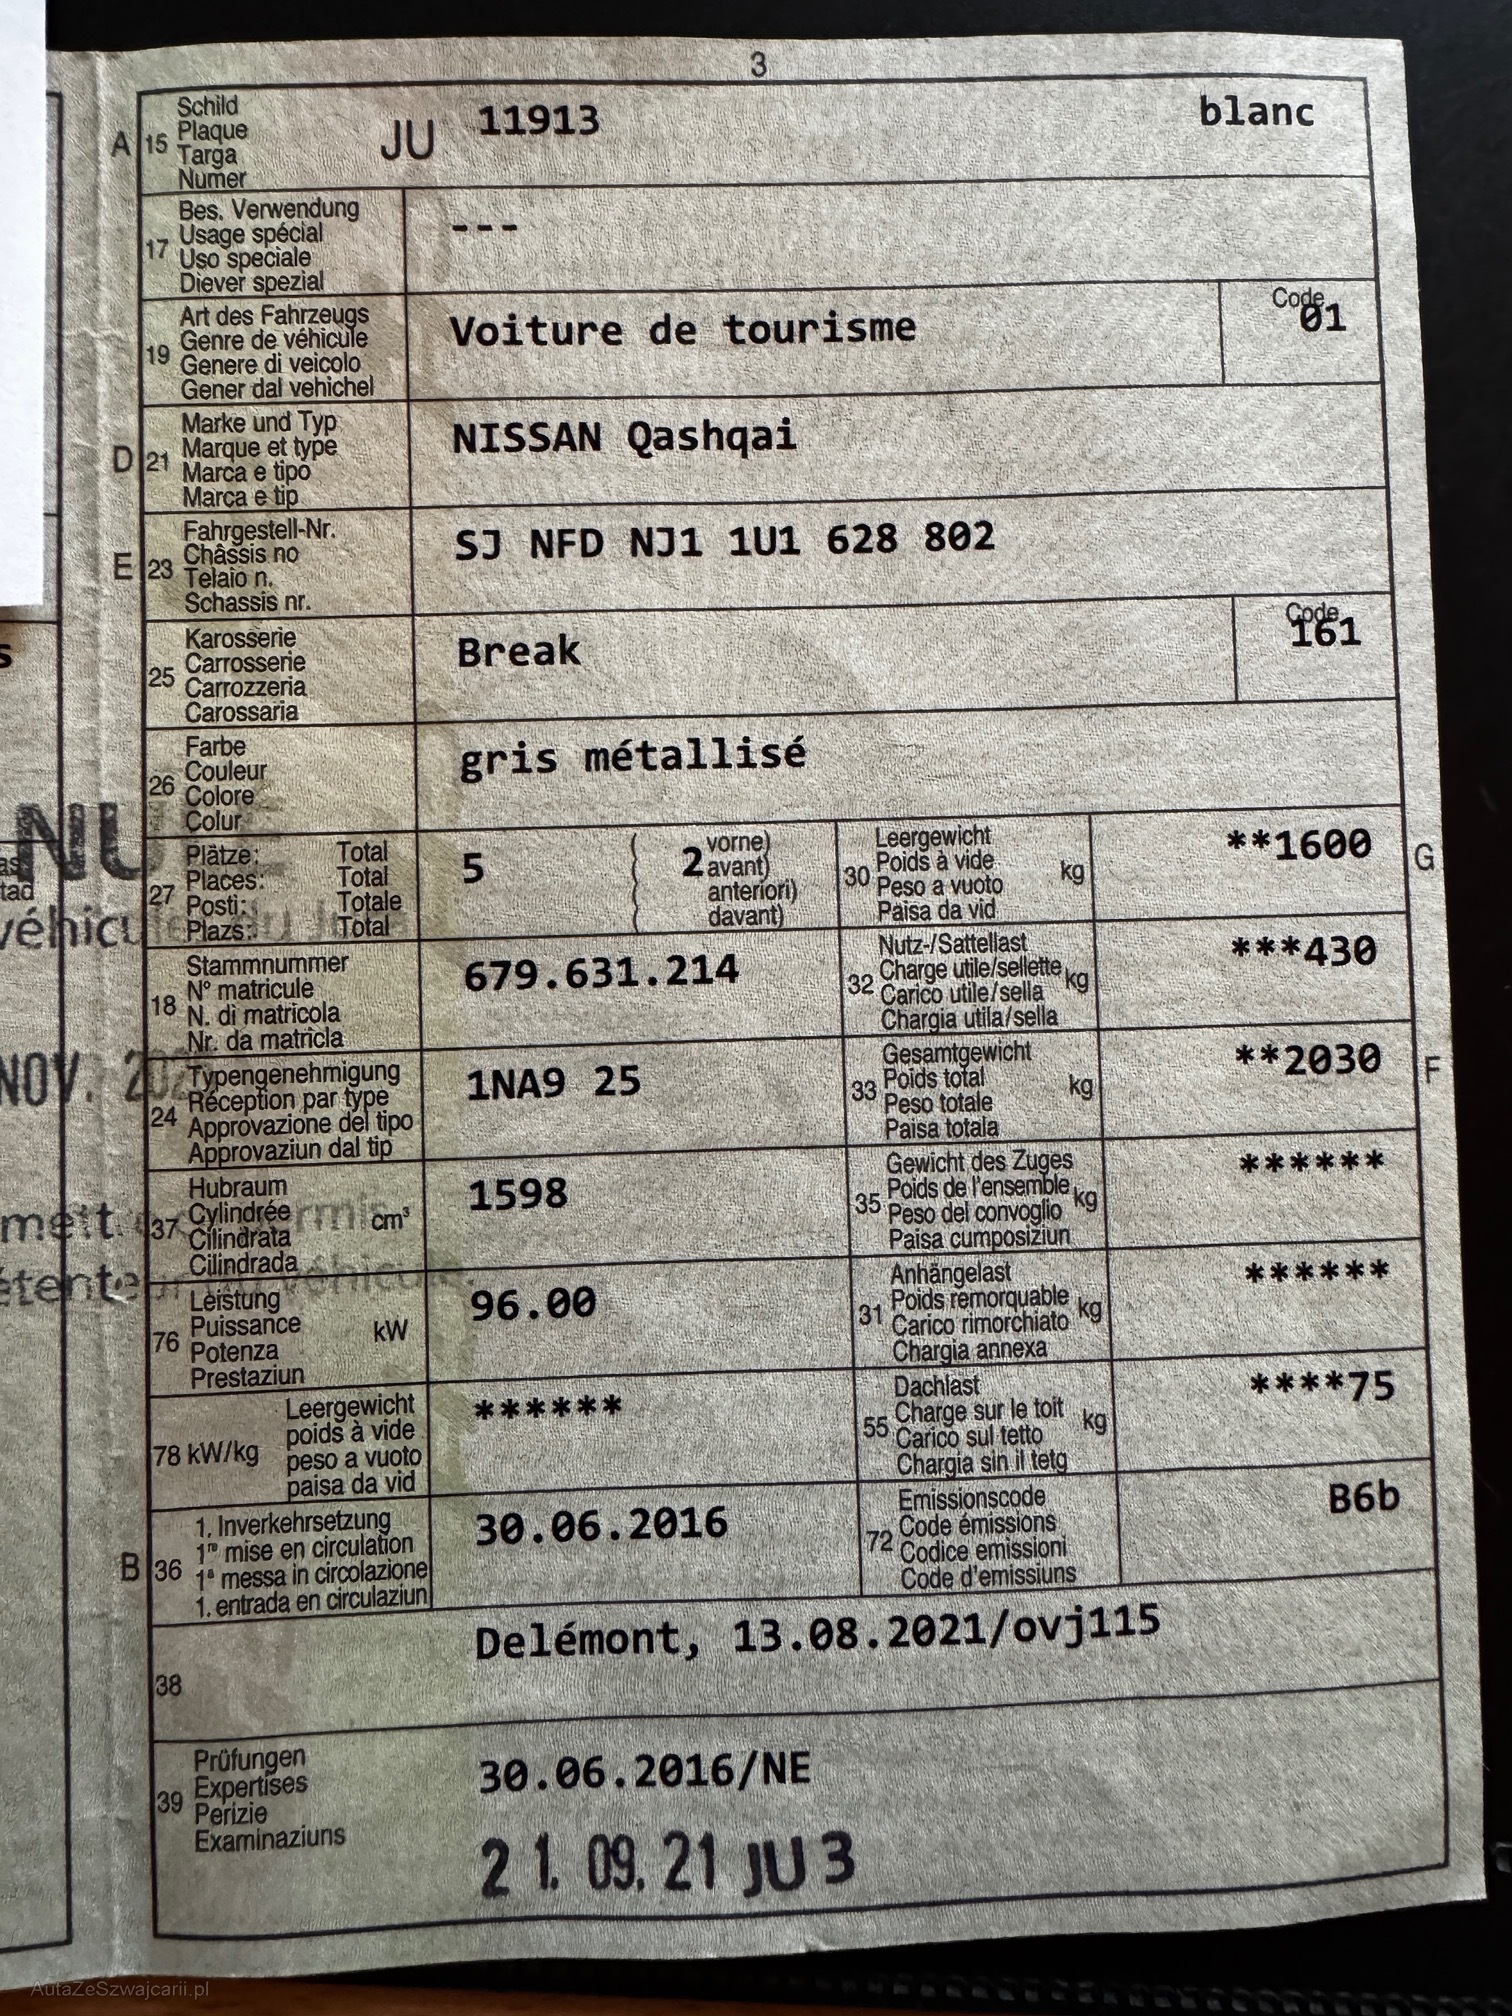 3
A 15 Schild
Plaque
Targa
Numer
JU 11913 blanc
17 Bes. Verwendung
Usage spécial
Uso speciale
Diever spezial
---
19 Art des Fahrzeugs
Genre de véhicule
Genere di veicolo
Gener dal vehichel
Voiture de tourisme
Code
01
D 21 Marke und Typ
Marque et type
Marca e tipo
Marca e tip
NISSAN Qashqai
E 23 Fahrgestell-Nr.
Châssis no
Telaio n.
Schassis nr.
SJ NFD NJ1 1U1 628 802
25 Karosserie
Carrosserie
Carrozzeria
Carossaria
Break
Code
161
26 Farbe
Couleur
Colore
Colur
gris métallisé
27 Plätze: Total
Places: Total
Posti: Totale
Plazs: Total
5
2 vorne)
avant)
anteriori)
davant)
30 Leergewicht
Poids à vide
Peso a vuoto
Paisa da vid
kg
**1600
G
18 Stammnummer
N° matricule
N. di matricola
Nr. da matricla
679.631.214
32 Nutz-/Sattellast
Charge utile/sellette
Carico utile/sella
Chargia utila/sella
kg
***430
24 Typengenehmigung
Réception par type
Approvazione del tipo
Approvaziun dal tip
1NA9 25
33 Gesamtgewicht
Poids total
Peso totale
Paisa totala
kg
**2030
F
37 Hubraum
Cylindrée
Cilindrata
Cilindrada
cm³
1598
35 Gewicht des Zuges
Poids de l'ensemble
Peso del convoglio
Paisa cumposiziun
kg
******
76 Leistung
Puissance
Potenza
Prestaziun
kW
96.00
31 Anhängelast
Poids remorquable
Carico rimorchiato
Chargia annexa
kg
******
78 kW/kg
Leergewicht
poids à vide
peso a vuoto
paisa da vid
******
55 Dachlast
Charge sur le toit
Carico sul tetto
Chargia sin il tetg
kg
****75
B 36 1. Inverkehrsetzung
1re mise en circulation
1a messa in circolazione
1. entrada en circulaziun
30.06.2016
72 Emissionscode
Code émissions
Codice emissioni
Code d'emissiuns
B6b
38
Delémont, 13.08.2021/ovj115
39 Prüfungen
Expertises
Perizie
Examinaziuns
30.06.2016/NE
21. 09. 21 JU 3
NOV.
AutaZeSzwajcarii.pl